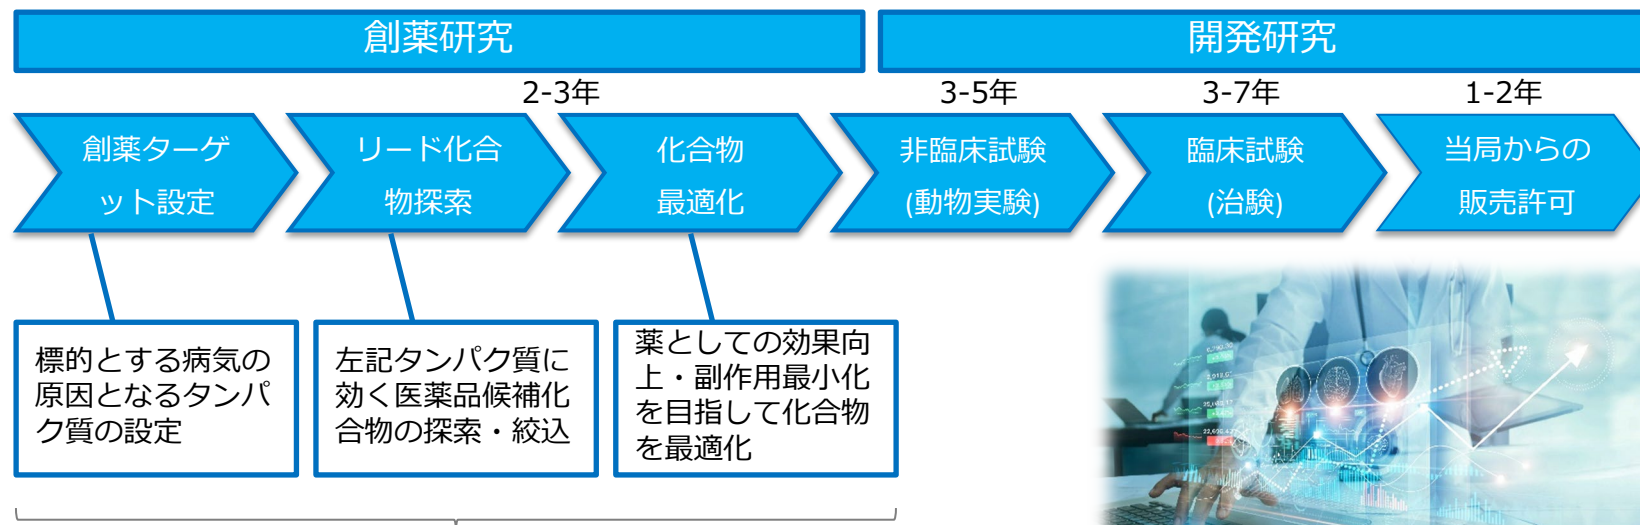 創薬研究
開発研究
2-3年
3-5年
3-7年
1-2年
創薬ターゲ
ット設定
リード化合
物探索
化合物
最適化
非臨床試験
(動物実験)
臨床試験
(治験)
当局からの
販売許可
標的とする病気の
原因となるタンパ
ク質の設定
左記タンパク質に
効く医薬品候補化
合物の探索・絞込
薬としての効果向
上・副作用最小化
を目指して化合物
を最適化